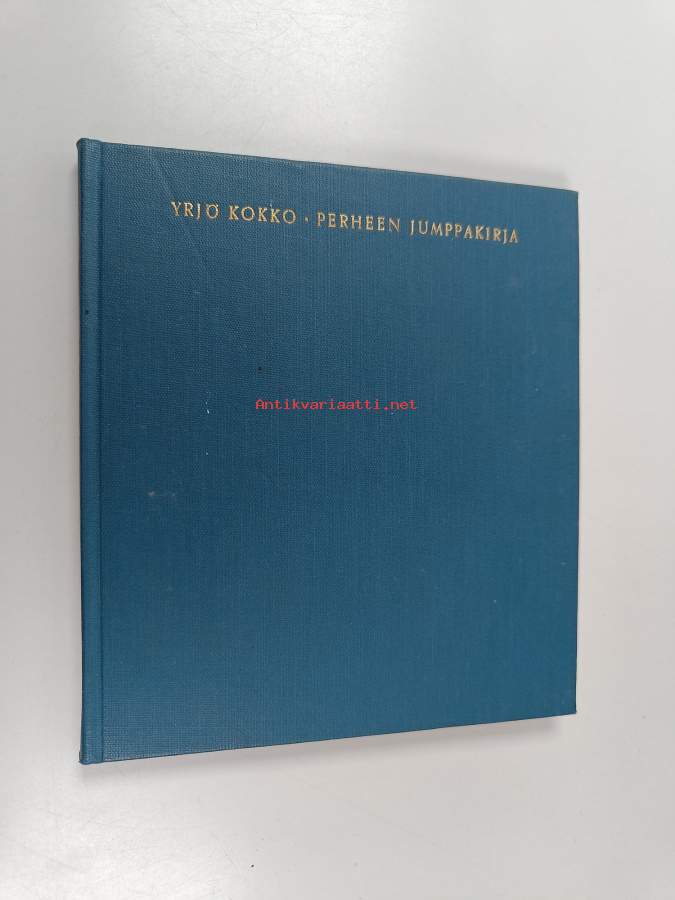 YRJÖ KOKKO · PERHEEN JUMPPAKIRJA
Antikvariaatti.net